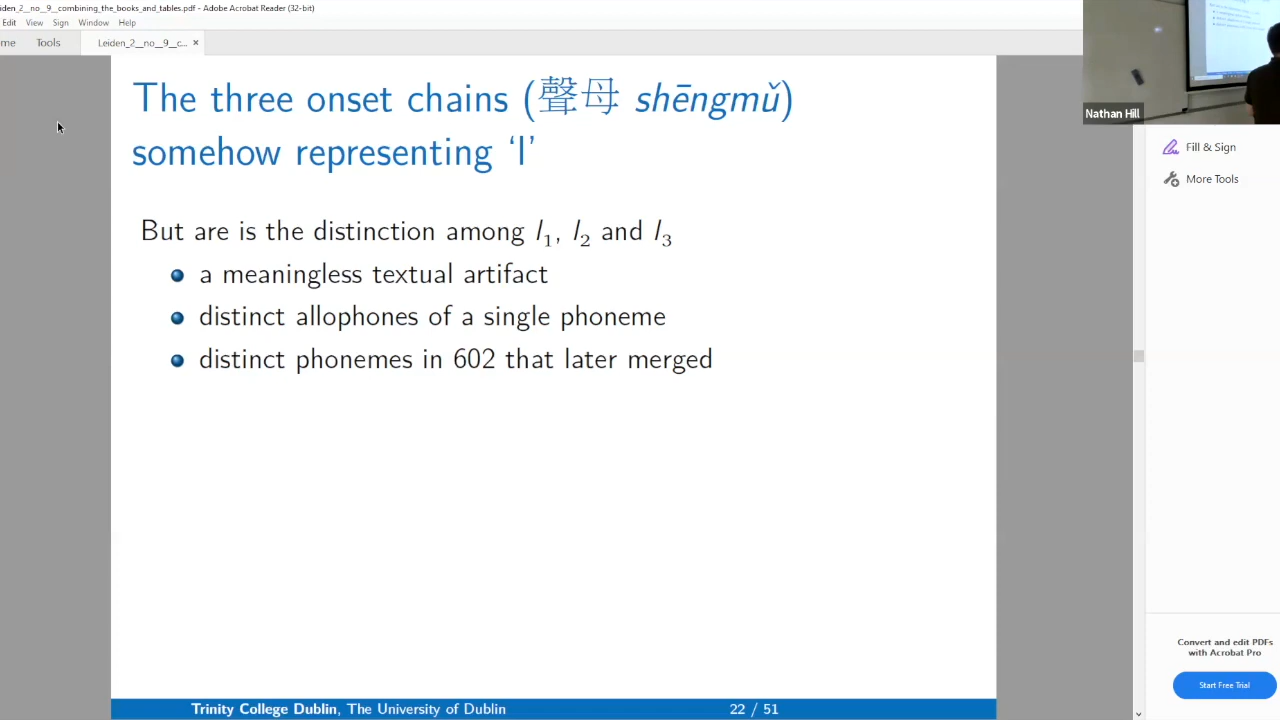 eiden_2__no__9__combining_the_books_and_tables.pdf - Adobe Acrobat Reader (32-bit)
Edit View Sign Window Help
me Tools Leiden_2__no__9__c... ×
The three onset chains (聲母 shēngmǔ)
somehow representing ‘l’
But are is the distinction among l₁, l₂ and l₃
a meaningless textual artifact
distinct allophones of a single phoneme
distinct phonemes in 602 that later merged
Trinity College Dublin, The University of Dublin 22 / 51
Nathan Hill
Fill & Sign
More Tools
Convert and edit PDFs
with Acrobat Pro
Start Free Trial